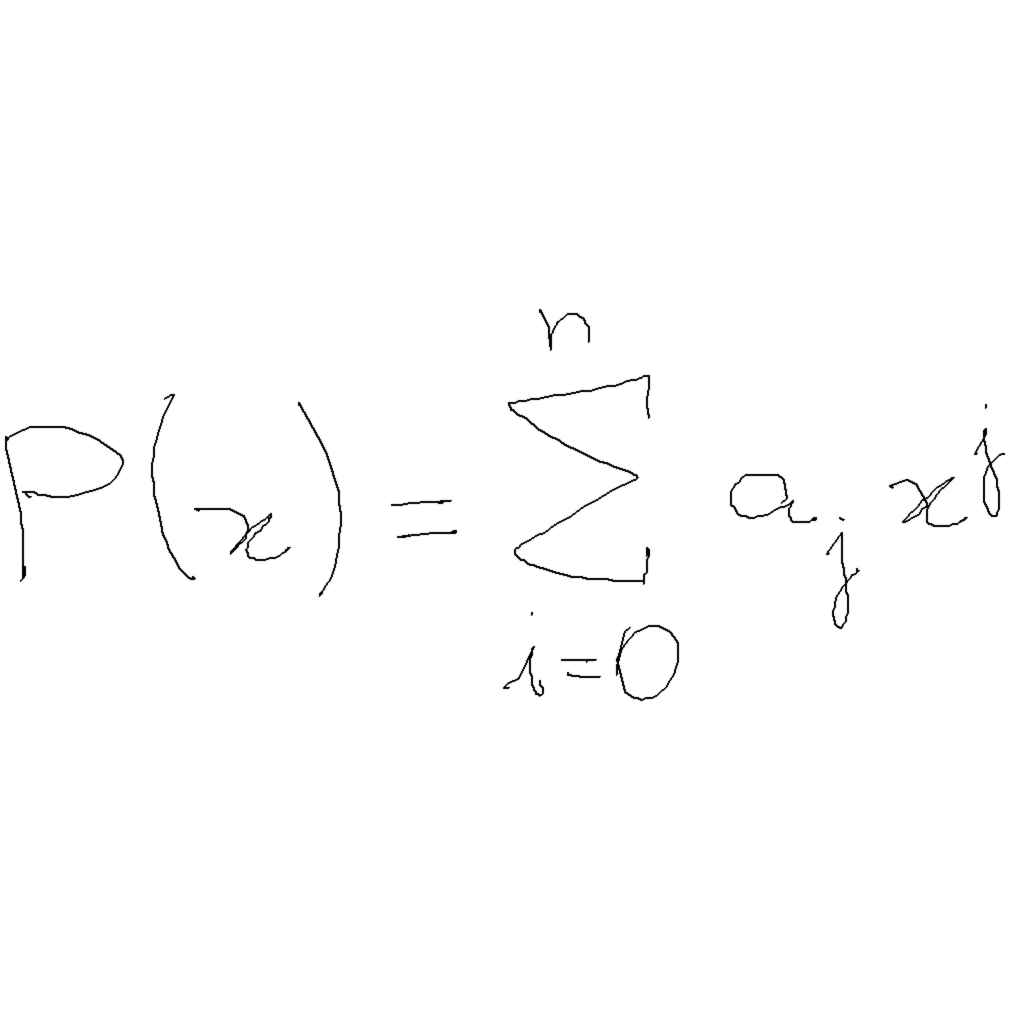 P(x) = \sum_{i=0}^{n} a_j x^j